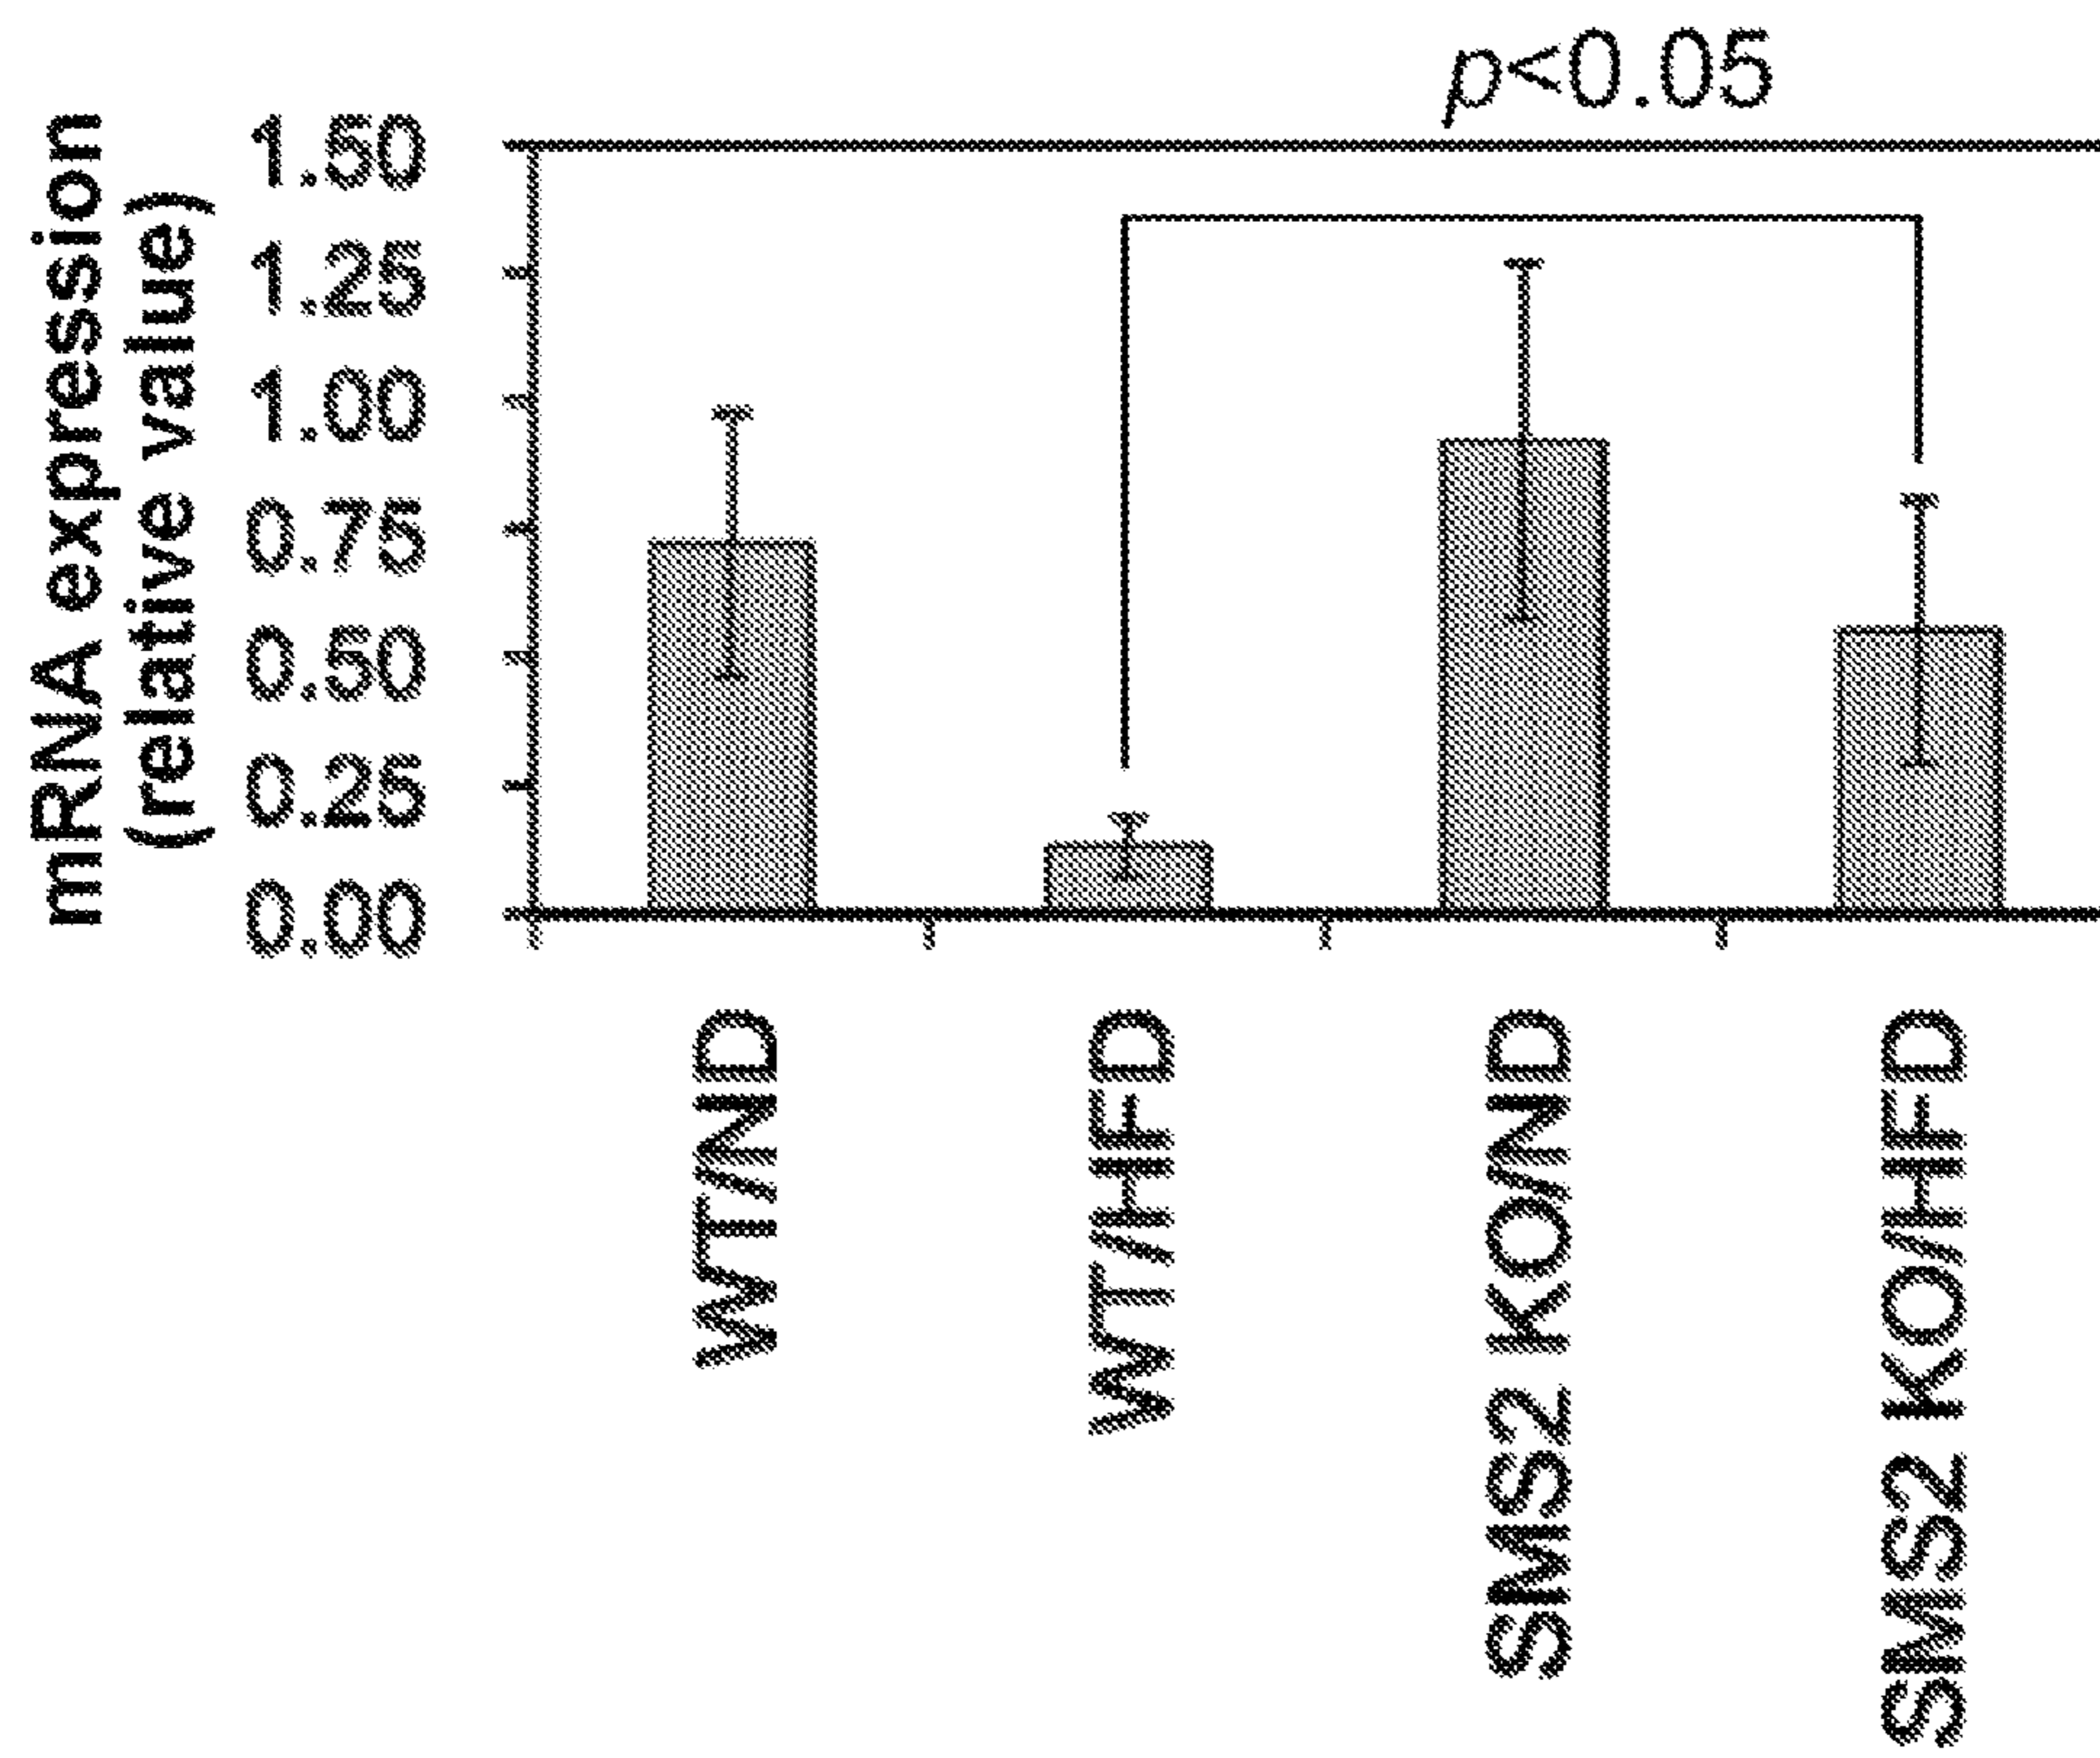 p<0.05
mRNA expression
(relative value)
1.50
1.25
1.00
0.75
0.50
0.25
0.00
WT/ND
WT/HFD
SMS2 KO/ND
SMS2 KO/HFD